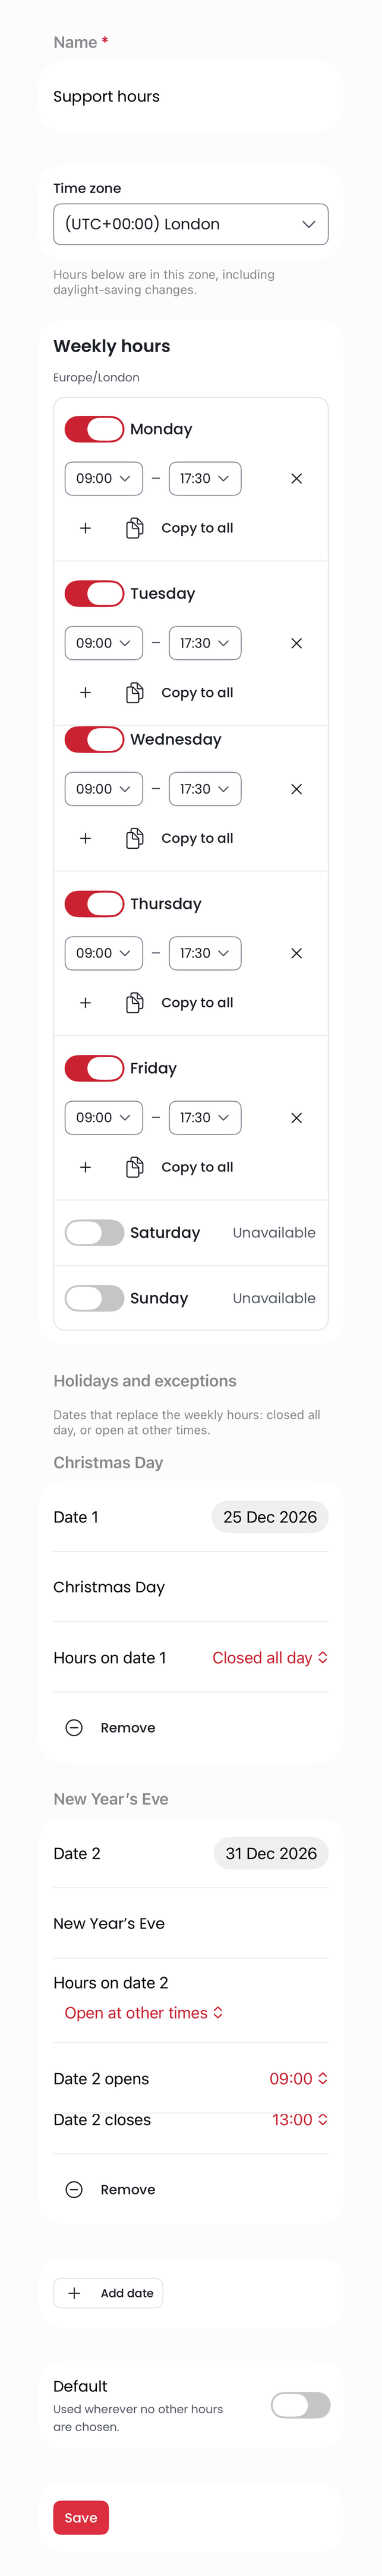 Name *
Support hours
Time zone
(UTC+00:00) London
Hours below are in this zone, including
daylight-saving changes.
Weekly hours
Europe/London
Monday
09:00 – 17:30
Copy to all
Tuesday
09:00 – 17:30
Copy to all
Wednesday
09:00 – 17:30
Copy to all
Thursday
09:00 – 17:30
Copy to all
Friday
09:00 – 17:30
Copy to all
Saturday Unavailable
Sunday Unavailable
Holidays and exceptions
Dates that replace the weekly hours: closed all
day, or open at other times.
Christmas Day
Date 1 25 Dec 2026
Christmas Day
Hours on date 1 Closed all day
Remove
New Year’s Eve
Date 2 31 Dec 2026
New Year’s Eve
Hours on date 2
Open at other times
Date 2 opens 09:00
Date 2 closes 13:00
Remove
Add date
Default
Used wherever no other hours
are chosen.
Save